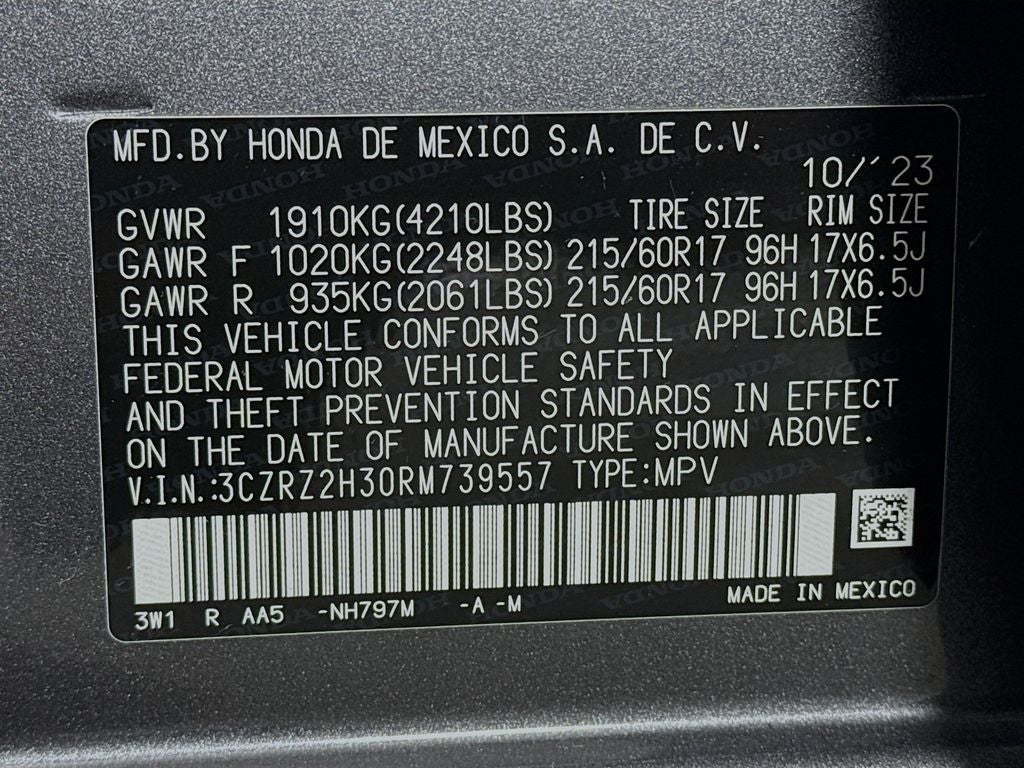 MFD.BY HONDA DE MEXICO S.A. DE C.V.
10/'23
GVWR 1910KG(4210LBS) TIRE SIZE RIM SIZE
GAWR F 1020KG(2248LBS) 215/60R17 96H 17X6.5J
GAWR R 935KG(2061LBS) 215/60R17 96H 17X6.5J
THIS VEHICLE CONFORMS TO ALL APPLICABLE
FEDERAL MOTOR VEHICLE SAFETY
AND THEFT PREVENTION STANDARDS IN EFFECT
ON THE DATE OF MANUFACTURE SHOWN ABOVE.
V.I.N.:3CZRZ2H30RM739557 TYPE:MPV
3W1 R AA5 -NH797M -A -M MADE IN MEXICO